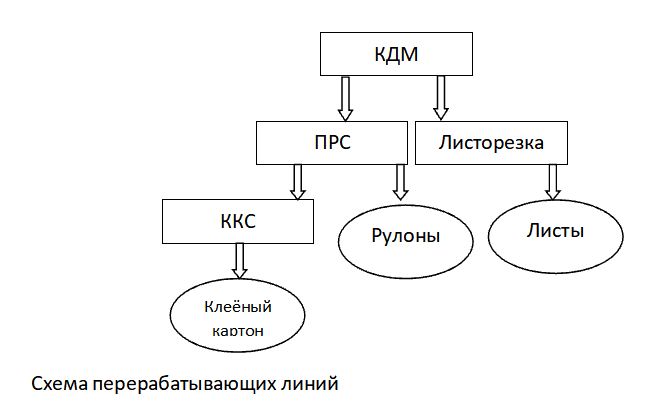 КДМ
ПРС
Листорезка
ККС
Рулоны
Листы
Клеёный
картон
Схема перерабатывающих линий